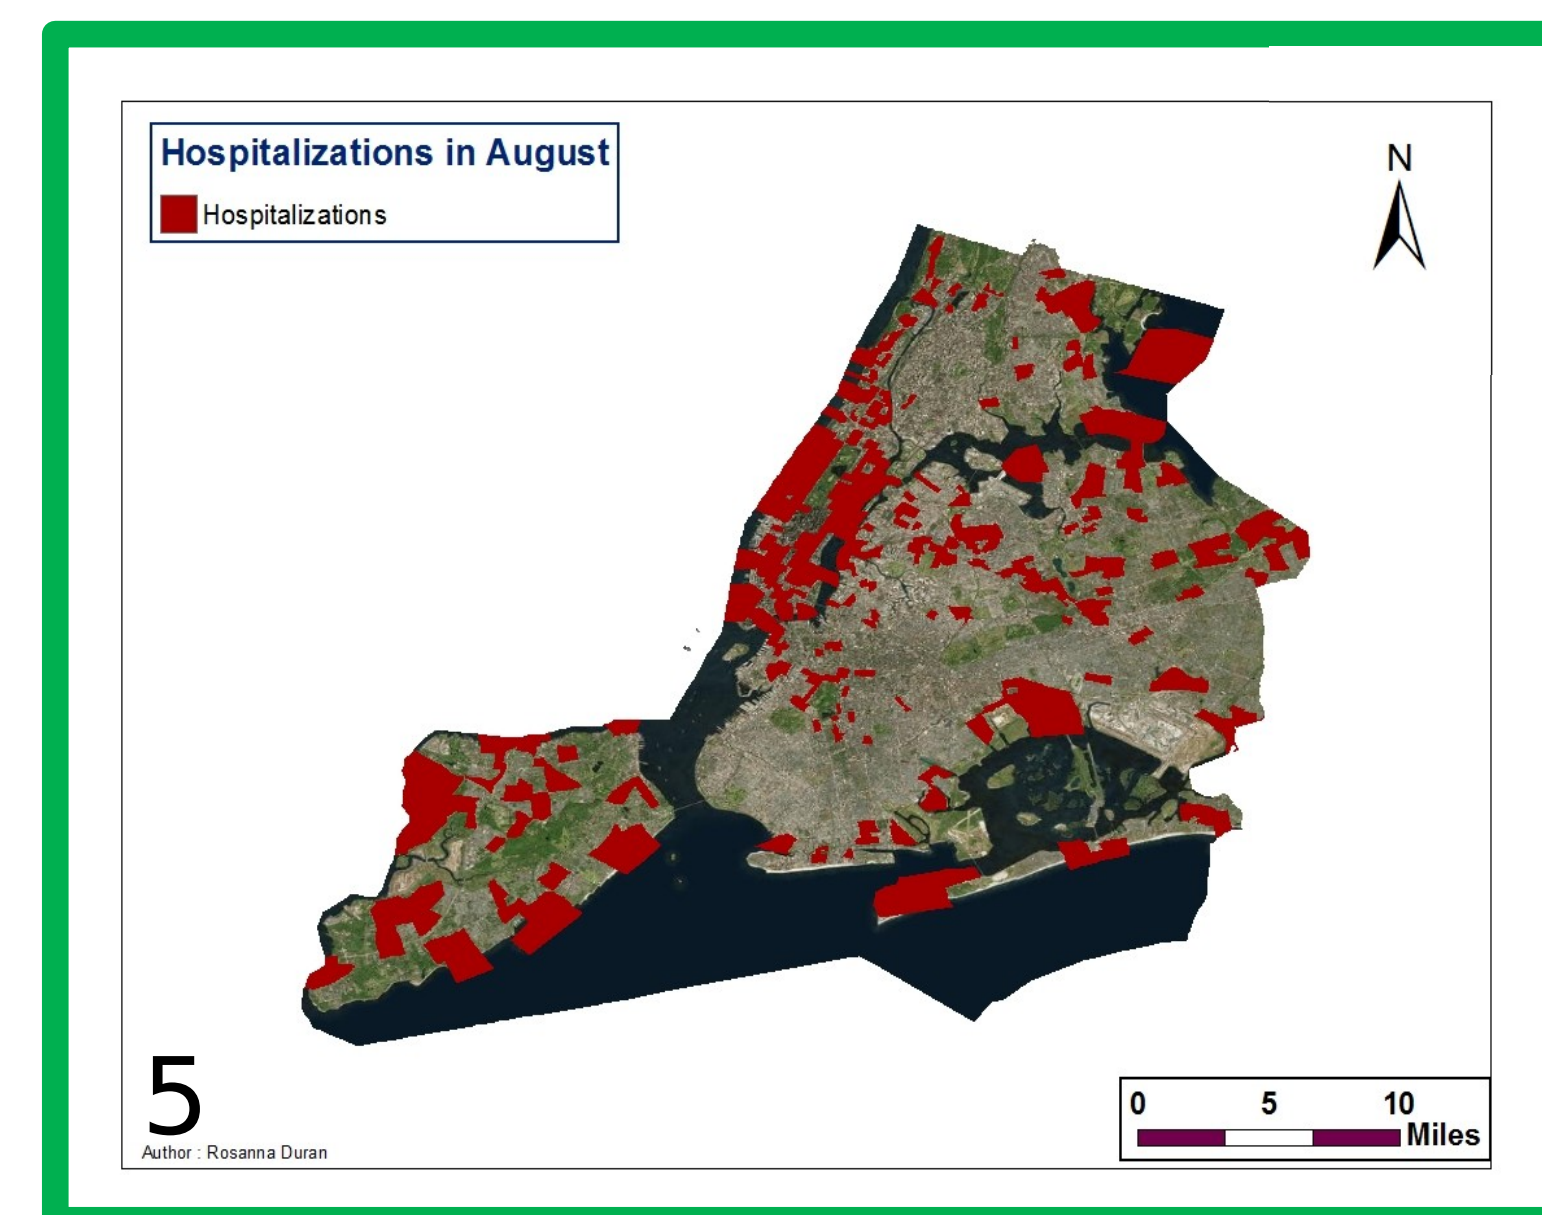 Hospitalizations in August
Hospitalizations
N
5
Author : Rosanna Duran
0 5 10
Miles